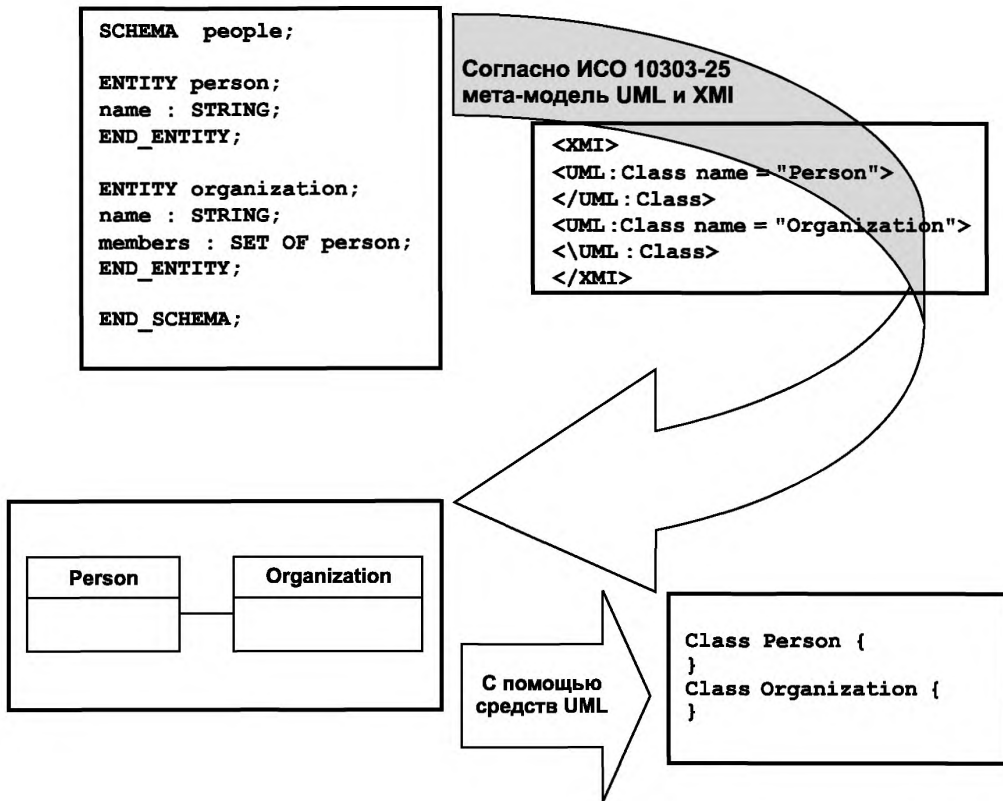 SCHEMA people;
ENTITY person;
name : STRING;
END_ENTITY;
ENTITY organization;
name : STRING;
members : SET OF person;
END_ENTITY;
END_SCHEMA;
Согласно ИСО 10303-25
мета-модель UML и XMI
<XMI>
<UML:Class name = "Person">
</UML : Class>
<UML:Class name = "Organization">
<\UML : Class>
</XMI>
Person
Organization
С помощью
средств UML
Class Person {
}
Class Organization {
}